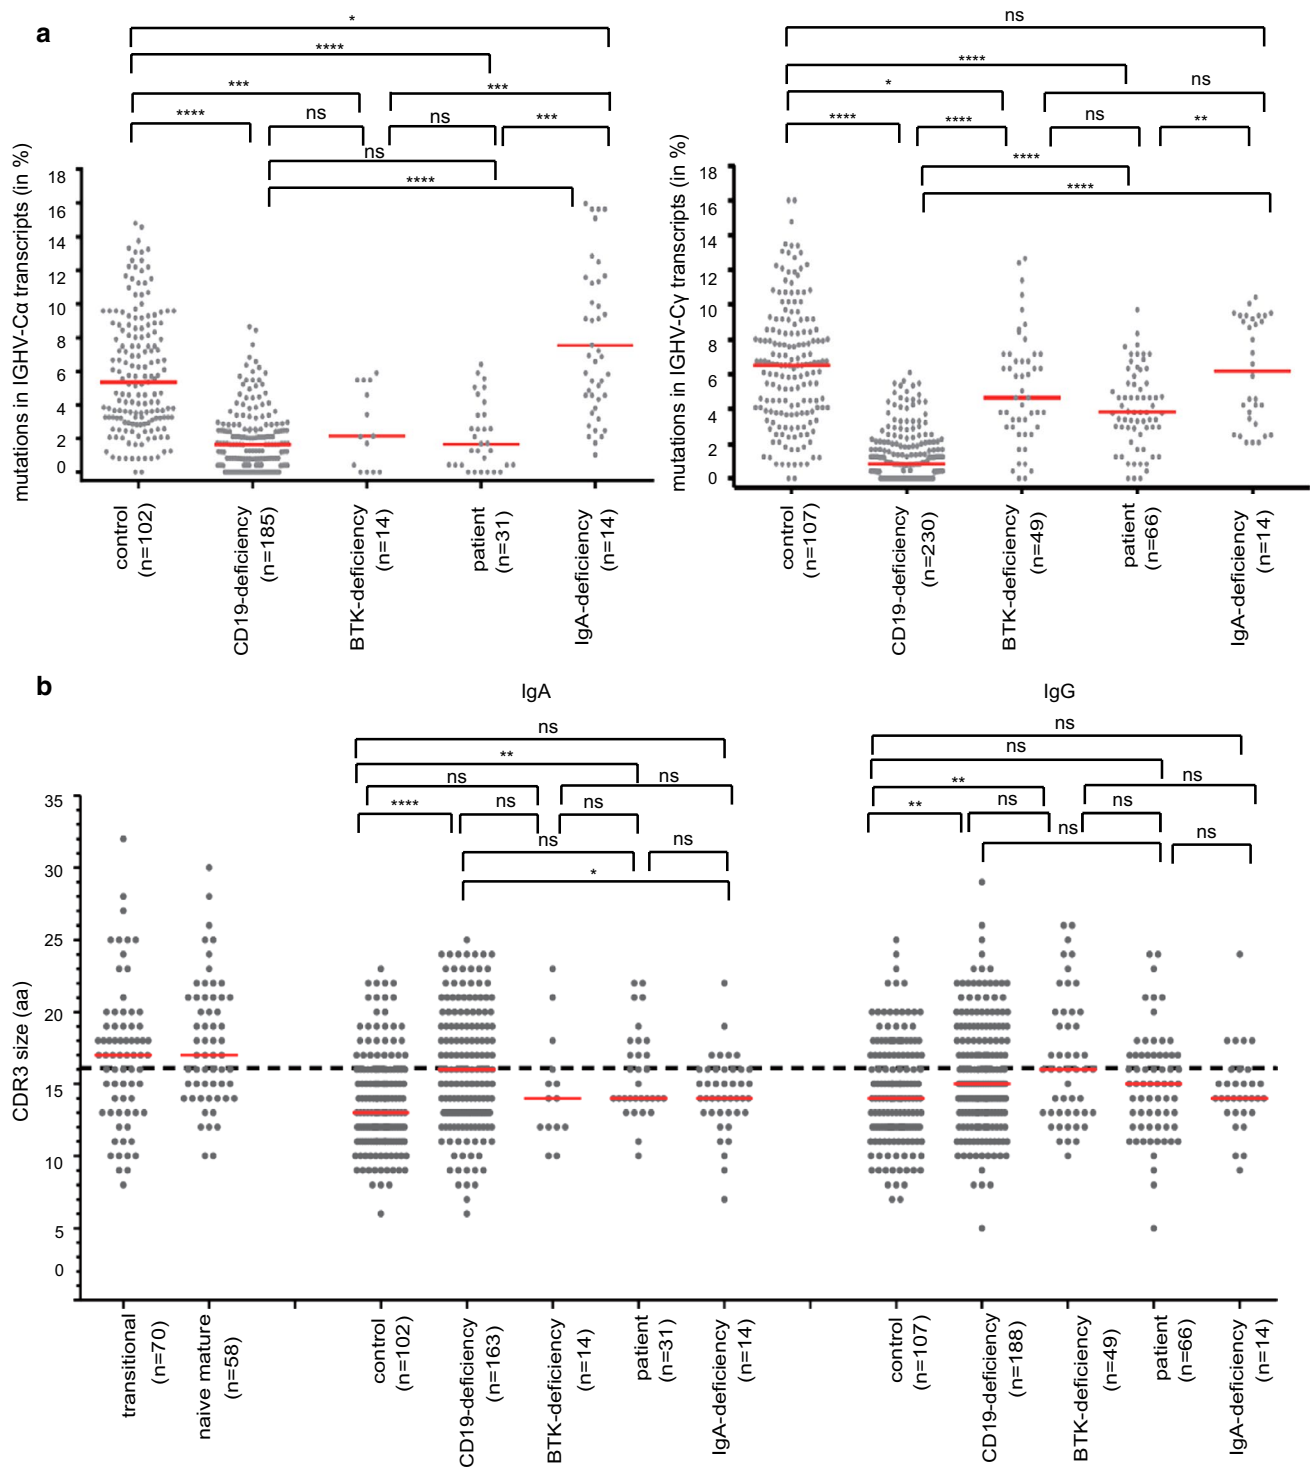 a
*
****
***
***
****
ns
ns
***
ns
****
mutations in IGHV-Cα transcripts (in %)
18
16
14
12
10
8
6
4
2
0
control
(n=102)
CD19-deficiency
(n=185)
BTK-deficiency
(n=14)
patient
(n=31)
IgA-deficiency
(n=14)
ns
****
*
ns
****
****
ns
**
****
****
mutations in IGHV-Cγ transcripts (in %)
18
16
14
12
10
8
6
4
2
0
control
(n=107)
CD19-deficiency
(n=230)
BTK-deficiency
(n=49)
patient
(n=66)
IgA-deficiency
(n=14)
b
IgA
ns
**
ns
ns
****
ns
ns
ns
ns
*
IgG
ns
ns
**
ns
**
ns
ns
ns
ns
CDR3 size (aa)
35
30
25
20
15
10
5
0
transitional
(n=70)
naive mature
(n=58)
control
(n=102)
CD19-deficiency
(n=163)
BTK-deficiency
(n=14)
patient
(n=31)
IgA-deficiency
(n=14)
control
(n=107)
CD19-deficiency
(n=188)
BTK-deficiency
(n=49)
patient
(n=66)
IgA-deficiency
(n=14)